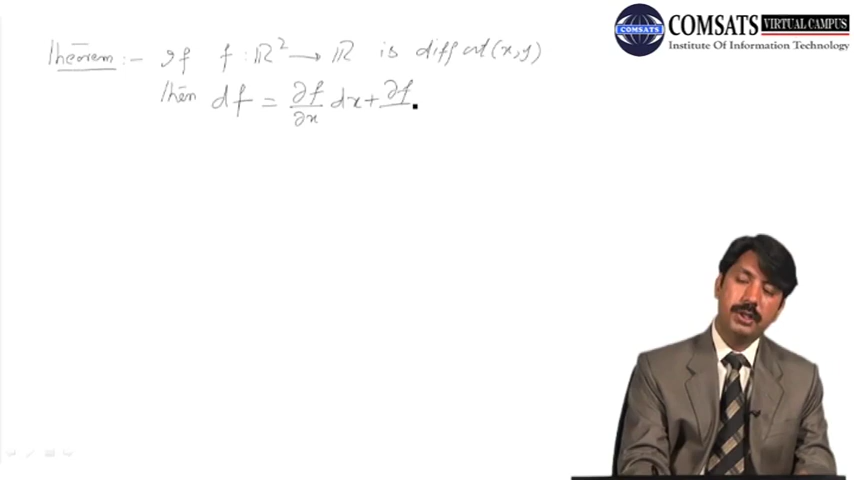 COMSATS VIRTUAL CAMPUS
Institute Of Information Technology
Theorem :- If f : ℝ² → ℝ is diff at (x, y)
then df = ∂f/∂x dx + ∂f